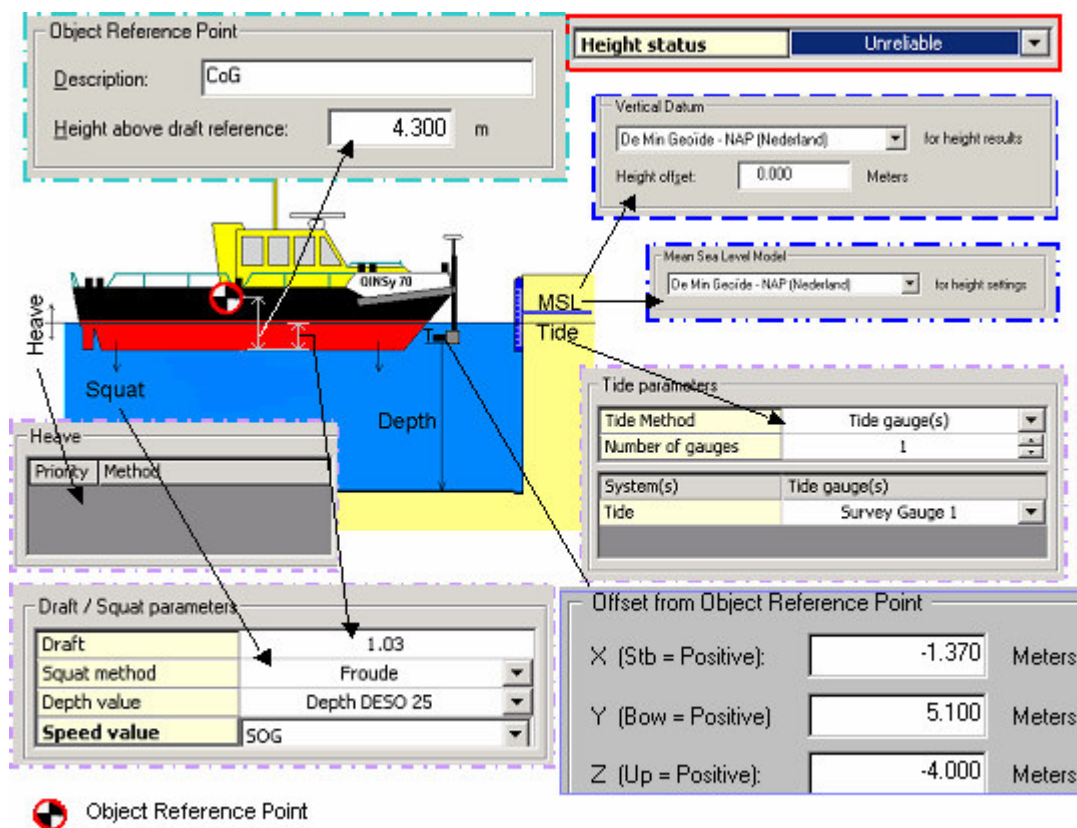 Object Reference Point
Description: CoG
Height above draft reference: 4.300 m
Height status Unreliable
Vertical Datum
De Min Geoïde - NAP (Nederland) for height results
Height offset: 0.000 Meters
Mean Sea Level Model
De Min Geoïde - NAP (Nederland) for height settings
QINSy 70
MSL
Tide
Heave
T
Squat
Depth
Tide parameters
Tide Method Tide gauge(s)
Number of gauges 1
System(s) Tide gauge(s)
Tide Survey Gauge 1
Heave
Priority Method
Draft / Squat parameters
Draft 1.03
Squat method Froude
Depth value Depth DESO 25
Speed value SOG
Offset from Object Reference Point
X (Stb = Positive): -1.370 Meters
Y (Bow = Positive) 5.100 Meters
Z (Up = Positive): -4.000 Meters
Object Reference Point